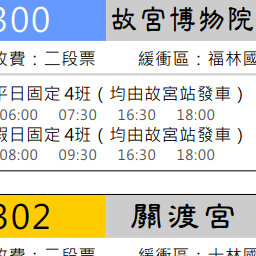 300 故宮博物院
收費：二段票 緩衝區：福林國
平日固定4班（均由故宮站發車）
06:00 07:30 16:30 18:00
假日固定4班（均由故宮站發車）
08:00 09:30 16:30 18:00
302 關渡宮
收費：二段票 緩衝區：士林國